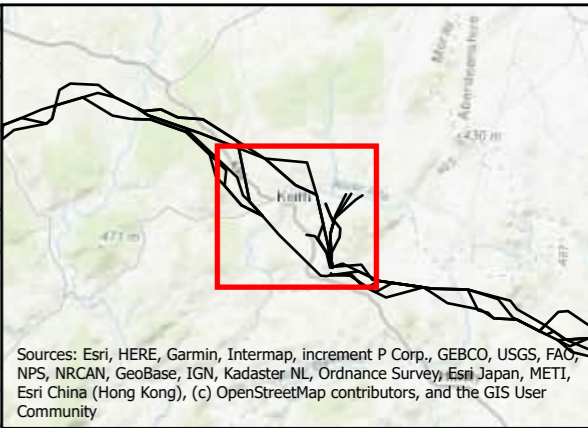 Moray
Aberdeenshire
430 m
Keith
471 m
Sources: Esri, HERE, Garmin, Intermap, increment P Corp., GEBCO, USGS, FAO,
NPS, NRCAN, GeoBase, IGN, Kadaster NL, Ordnance Survey, Esri Japan, METI,
Esri China (Hong Kong), (c) OpenStreetMap contributors, and the GIS User
Community